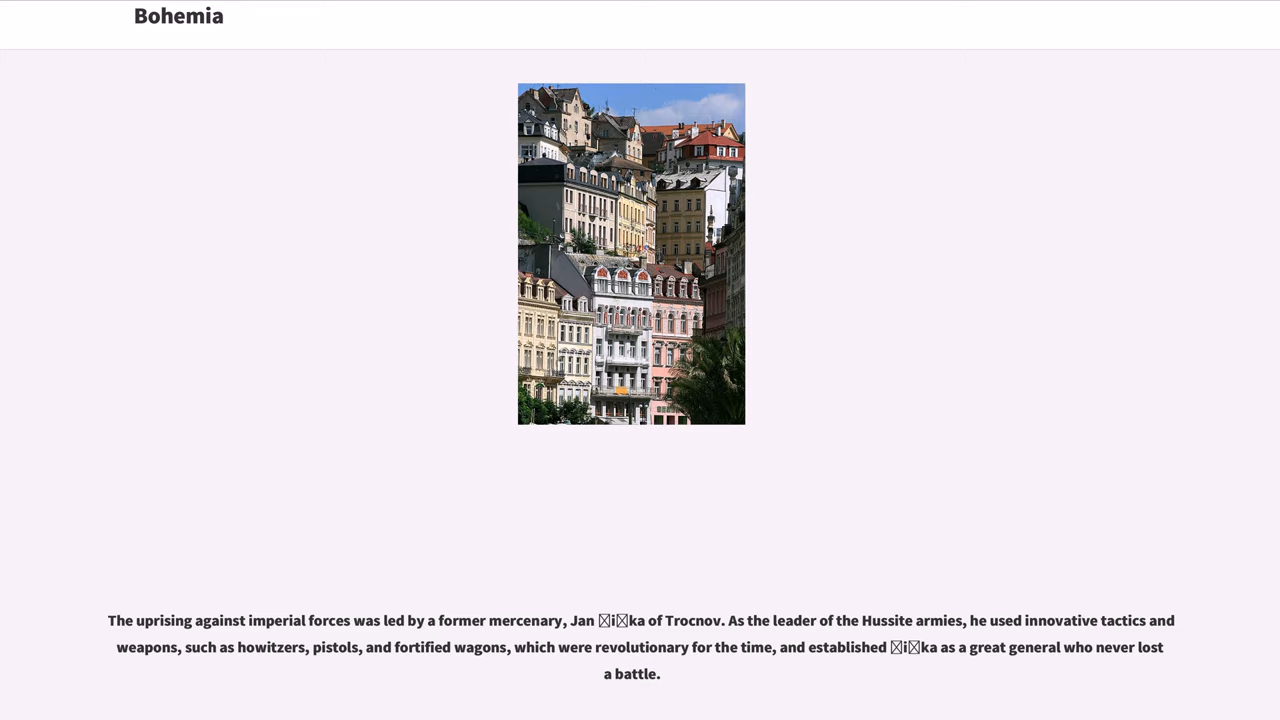 Bohemia
The uprising against imperial forces was led by a former mercenary, Jan ☒i☒ka of Trocnov. As the leader of the Hussite armies, he used innovative tactics and
weapons, such as howitzers, pistols, and fortified wagons, which were revolutionary for the time, and established ☒i☒ka as a great general who never lost
a battle.